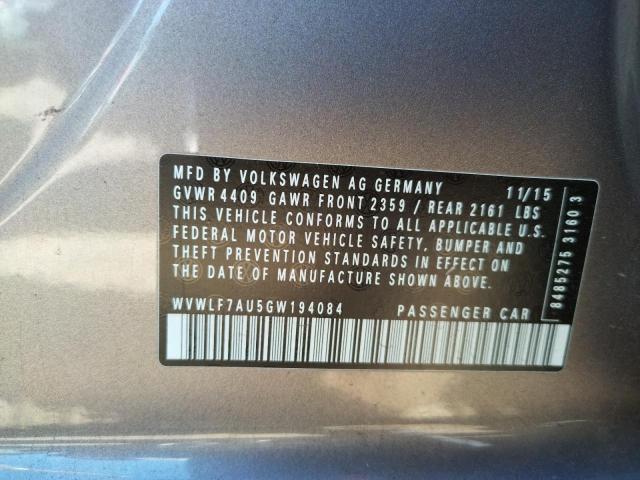 MFD BY VOLKSWAGEN AG GERMANY 11/15
GVWR 4409 GAWR FRONT 2359 / REAR 2161 LBS
THIS VEHICLE CONFORMS TO ALL APPLICABLE U.S.
FEDERAL MOTOR VEHICLE SAFETY, BUMPER AND
THEFT PREVENTION STANDARDS IN EFFECT ON
THE DATE OF MANUFACTURE SHOWN ABOVE.
WVWLF7AU5GW194084 PASSENGER CAR
8485275 3160 3